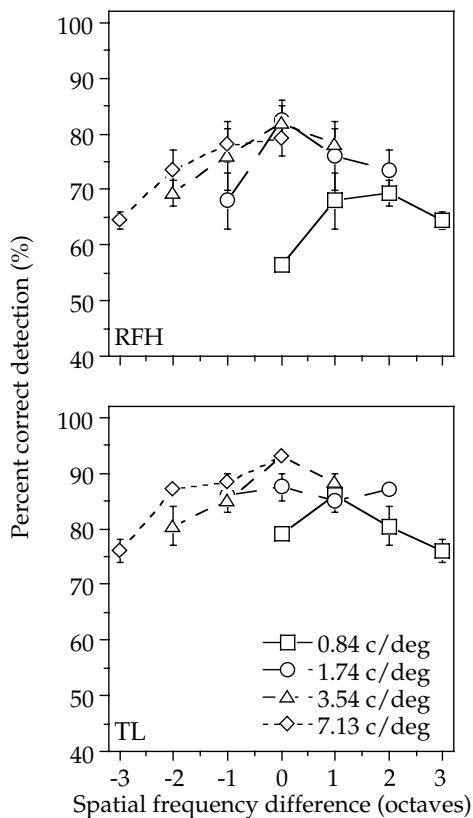 Percent correct detection (%)
100
90
80
70
60
50
40
RFH
100
90
80
70
60
50
40
TL
0.84 c/deg
1.74 c/deg
3.54 c/deg
7.13 c/deg
-3 -2 -1 0 1 2 3
Spatial frequency difference (octaves)